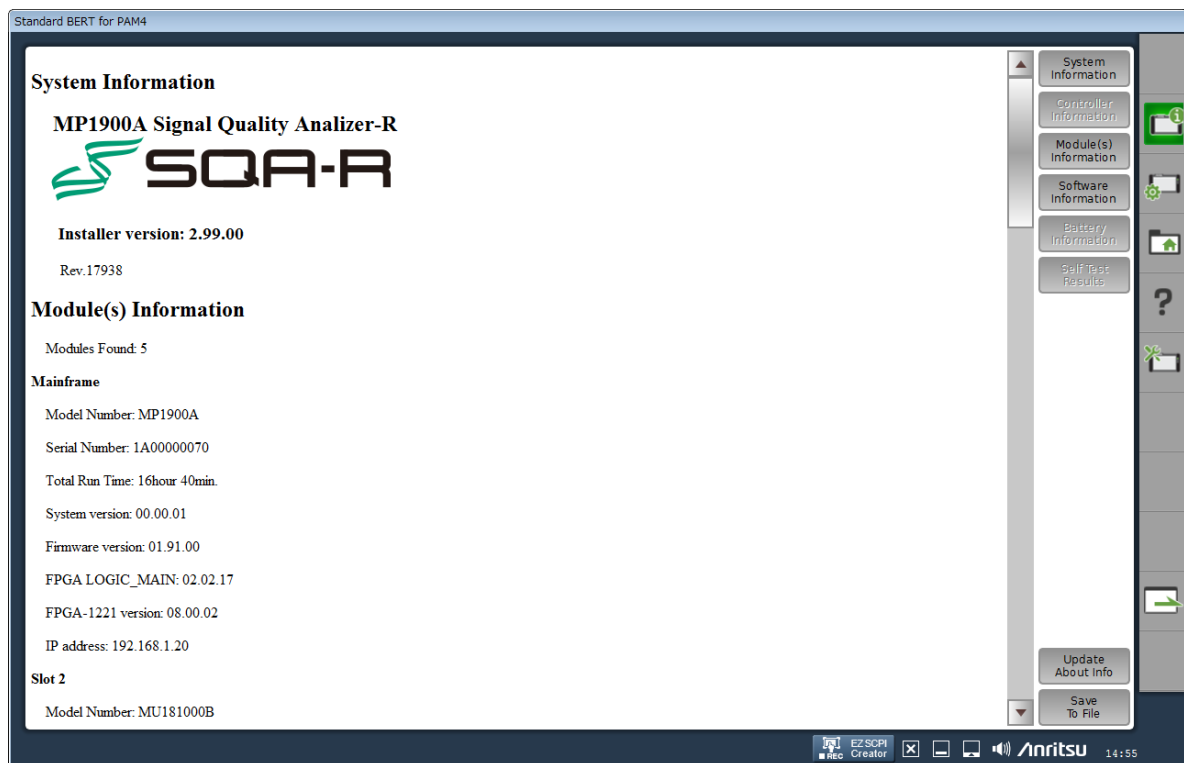 Standard BERT for PAM4
System Information
MP1900A Signal Quality Analizer-R
SQA-R
Installer version: 2.99.00
Rev.17938
Module(s) Information
Modules Found: 5
Mainframe
Model Number: MP1900A
Serial Number: 1A00000070
Total Run Time: 16hour 40min.
System version: 00.00.01
Firmware version: 01.91.00
FPGA LOGIC_MAIN: 02.02.17
FPGA-1221 version: 08.00.02
IP address: 192.168.1.20
Slot 2
Model Number: MU181000B
System
Information
Controller
Information
Module(s)
Information
Software
Information
Battery
Information
Self Test
Results
Update
About Info
Save
To File
?
REC
EZSCPI
Creator
Anritsu
14:55